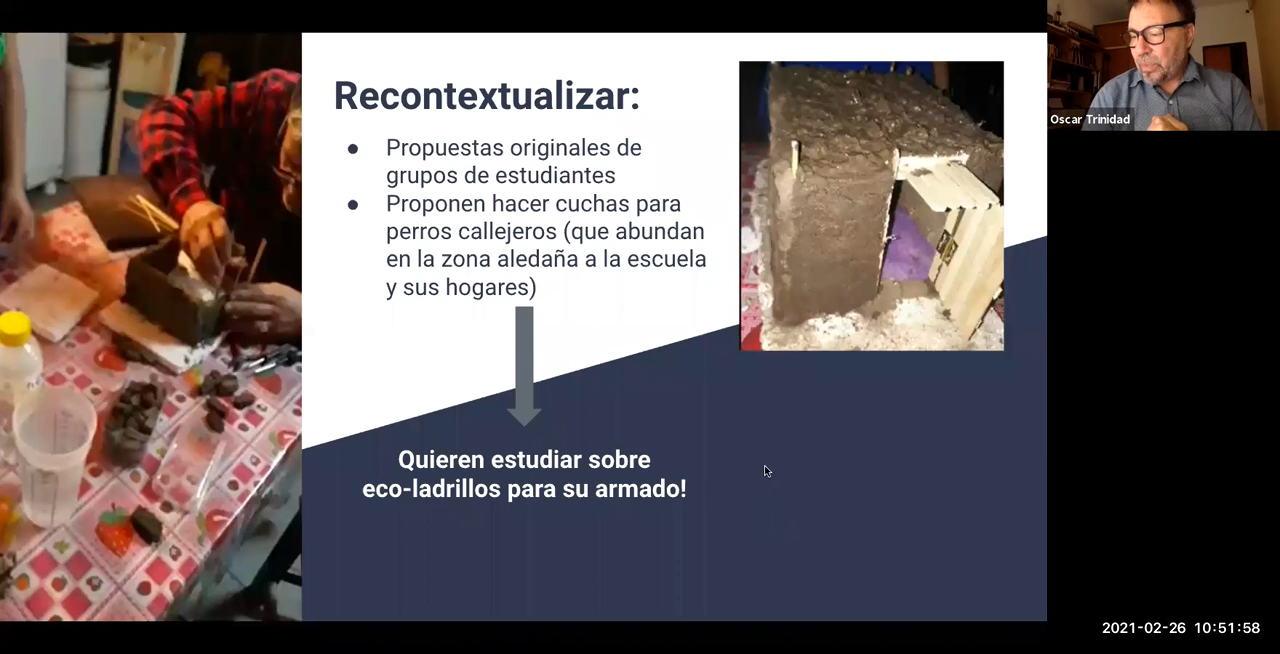 Recontextualizar:
● Propuestas originales de
grupos de estudiantes
● Proponen hacer cuchas para
perros callejeros (que abundan
en la zona aledaña a la escuela
y sus hogares)
Quieren estudiar sobre
eco-ladrillos para su armado!
Oscar Trinidad
2021-02-26 10:51:58